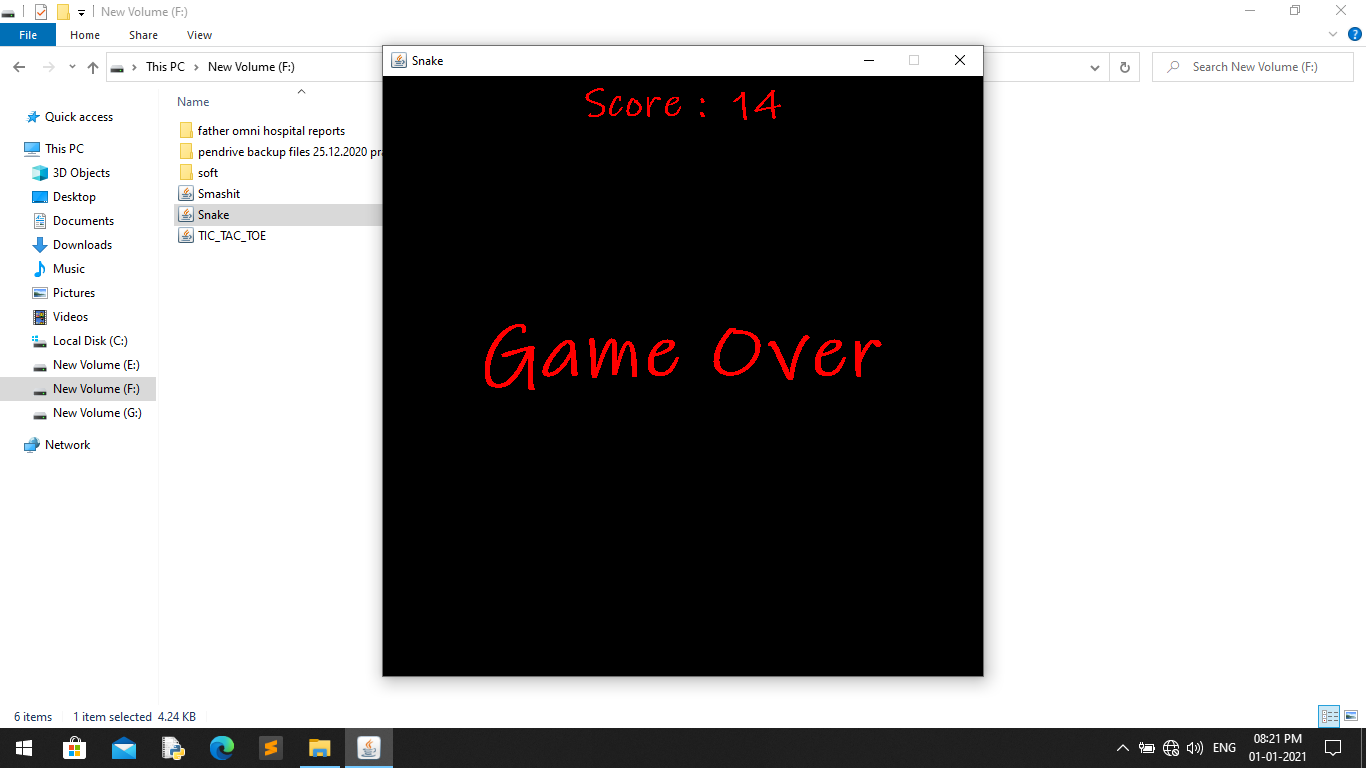 New Volume (F:)
File Home Share View
This PC New Volume (F:)
Search New Volume (F:)
Snake
Score : 14
Game Over
Name
father omni hospital reports
pendrive backup files 25.12.2020
soft
Smashit
Snake
TIC_TAC_TOE
Quick access
This PC
3D Objects
Desktop
Documents
Downloads
Music
Pictures
Videos
Local Disk (C:)
New Volume (E:)
New Volume (F:)
New Volume (G:)
Network
6 items 1 item selected 4.24 KB
ENG
08:21 PM
01-01-2021